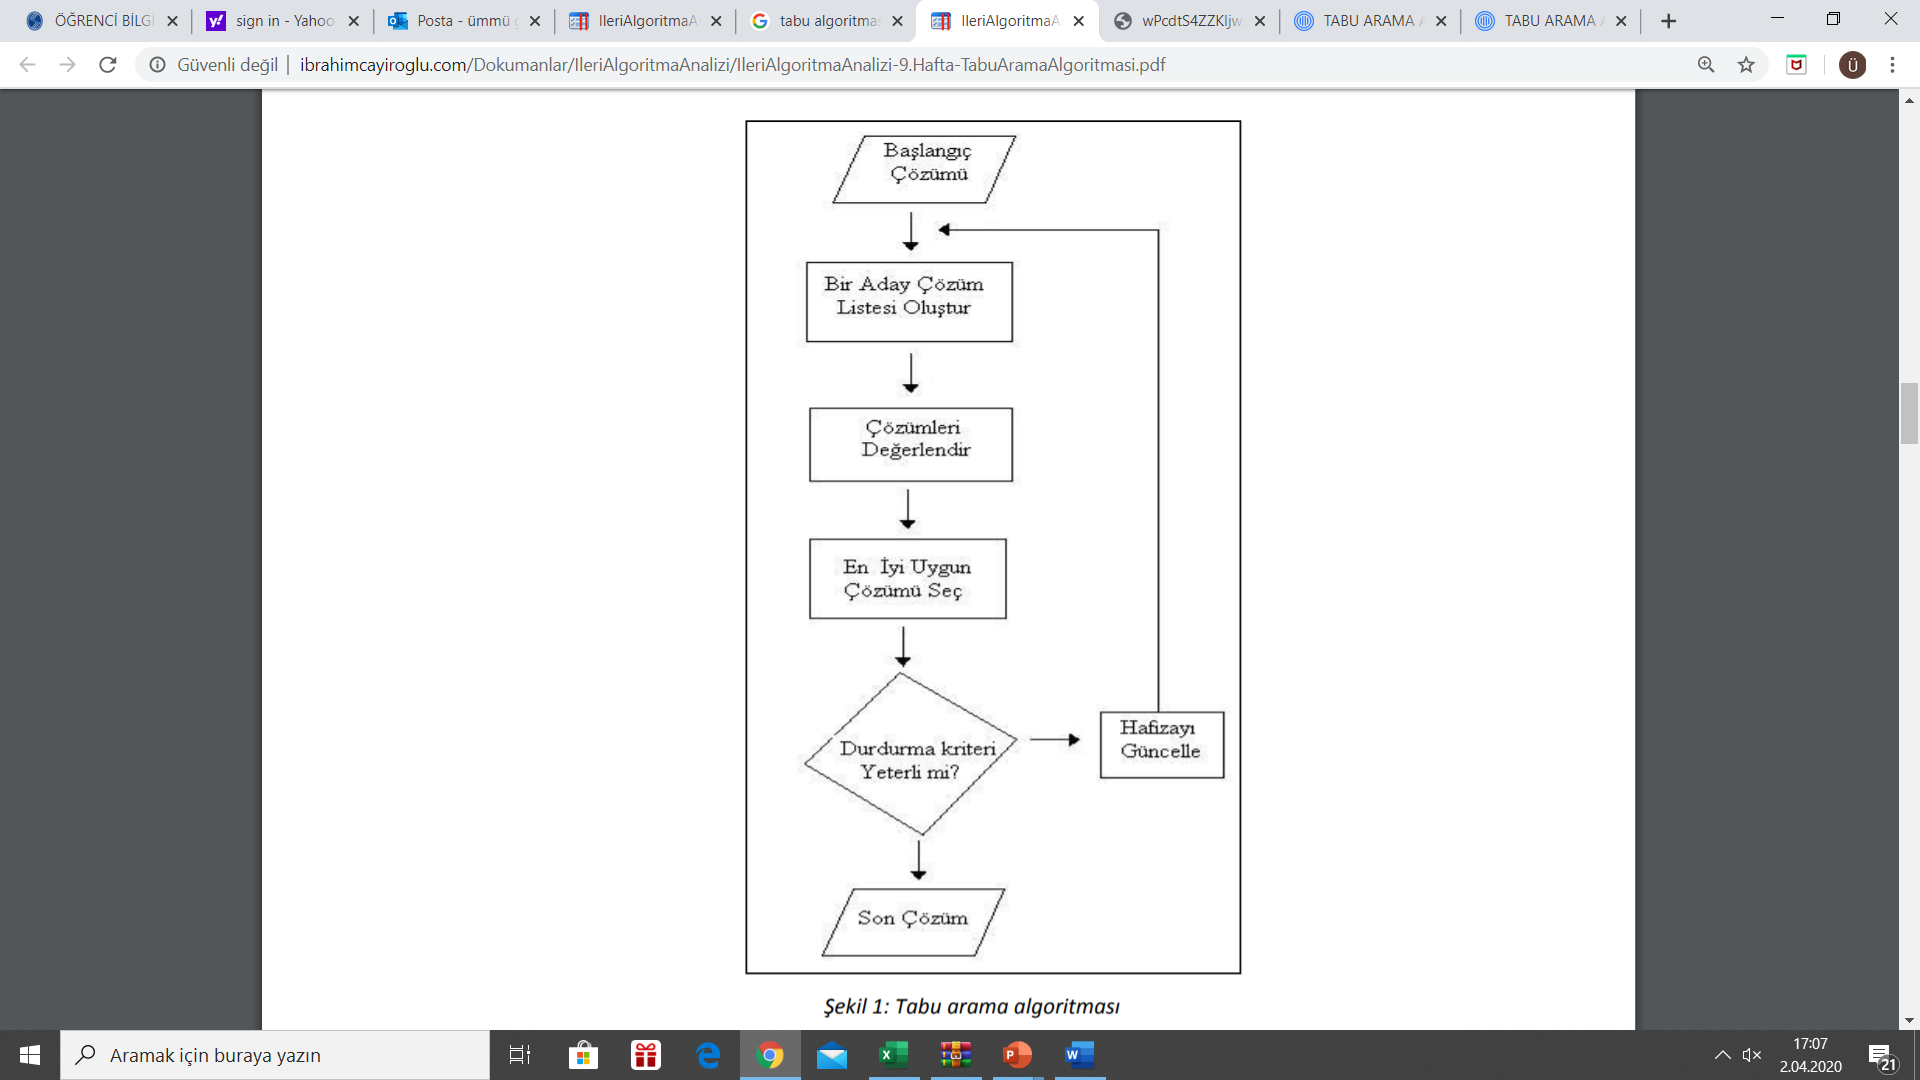 ÖĞRENCİ BİLGİ
sign in - Yahoo
Posta - ümmü
IleriAlgoritmaA
tabu algoritma
IleriAlgoritmaA
wPcdtS4ZZKIjw
TABU ARAMA
TABU ARAMA
Güvenli değil
ibrahimcayiroglu.com/Dokumanlar/IleriAlgoritmaAnalizi/IleriAlgoritmaAnalizi-9.Hafta-TabuAramaAlgoritmasi.pdf
Ü
Başlangıç
Çözümü
Bir Aday Çözüm
Listesi Oluştur
Çözümleri
Değerlendir
En İyi Uygun
Çözümü Seç
Durdurma kriteri
Yeterli mi?
Hafızayı
Güncelle
Son Çözüm
Şekil 1: Tabu arama algoritması
Aramak için buraya yazın
17:07
2.04.2020
21